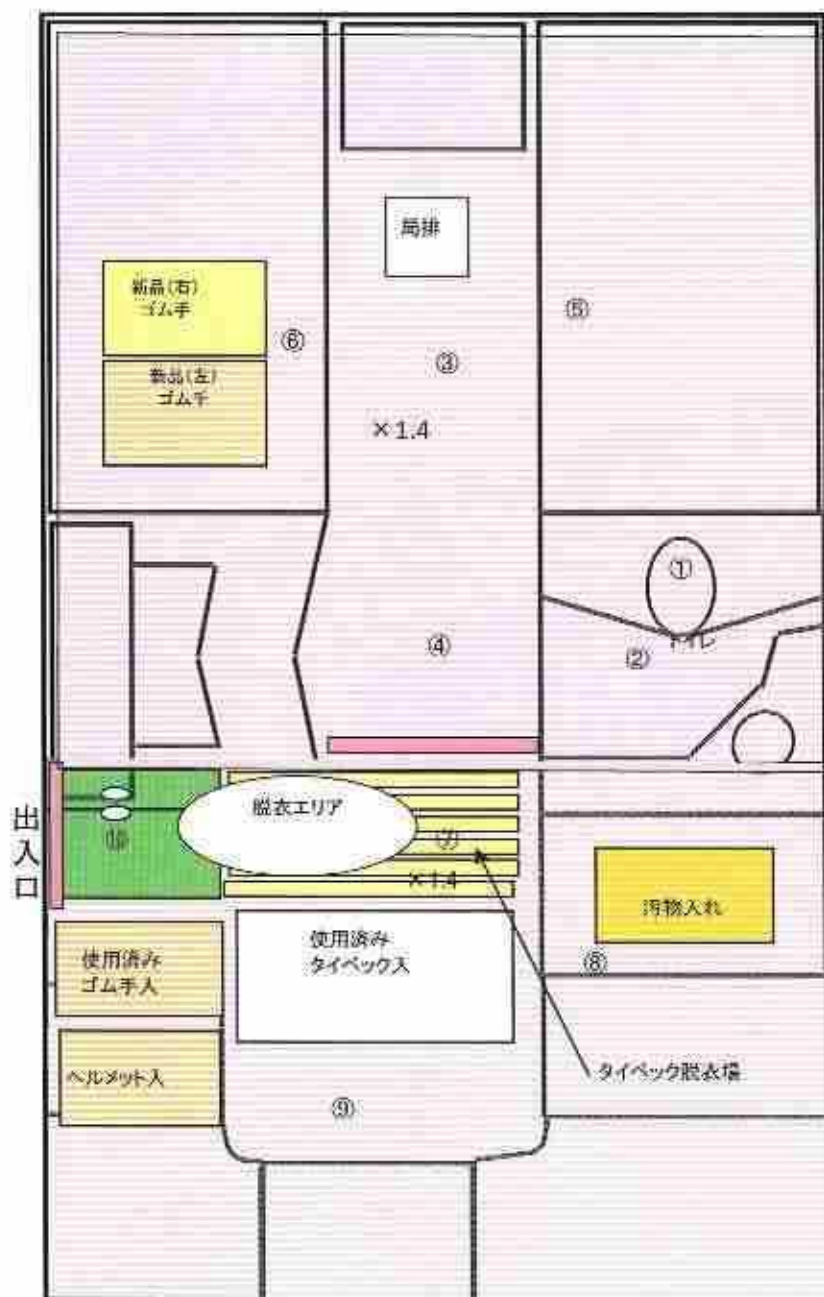 局排
新品(右)
ゴム手
⑤
⑥
③
新品(左)
ゴム手
×1.4
①
トイレ
②
④
出入口
脱衣エリア
⑩
⑦
×1.4
汚物入れ
使用済み
ゴム手入
使用済み
タイベック入
⑧
ヘルメット入
タイベック脱衣場
⑨